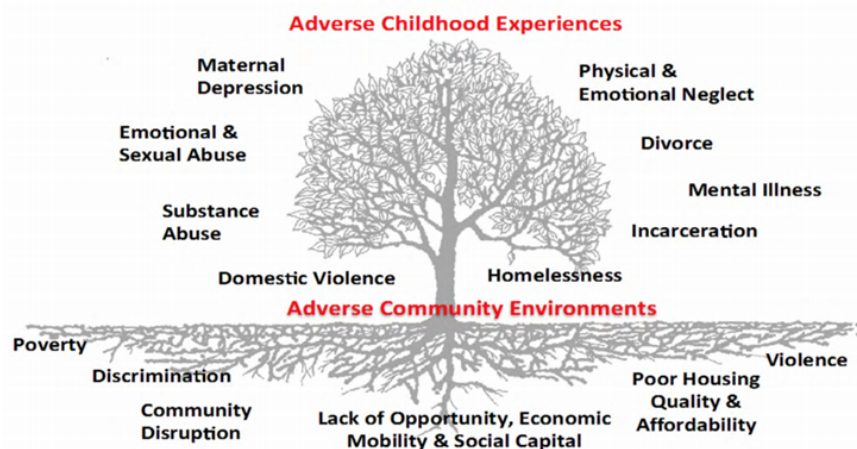 Adverse Childhood Experiences
Maternal
Depression
Physical &
Emotional Neglect
Emotional &
Sexual Abuse
Divorce
Mental Illness
Substance
Abuse
Incarceration
Domestic Violence
Homelessness
Adverse Community Environments
Poverty
Violence
Discrimination
Poor Housing
Quality &
Affordability
Community
Disruption
Lack of Opportunity, Economic
Mobility & Social Capital